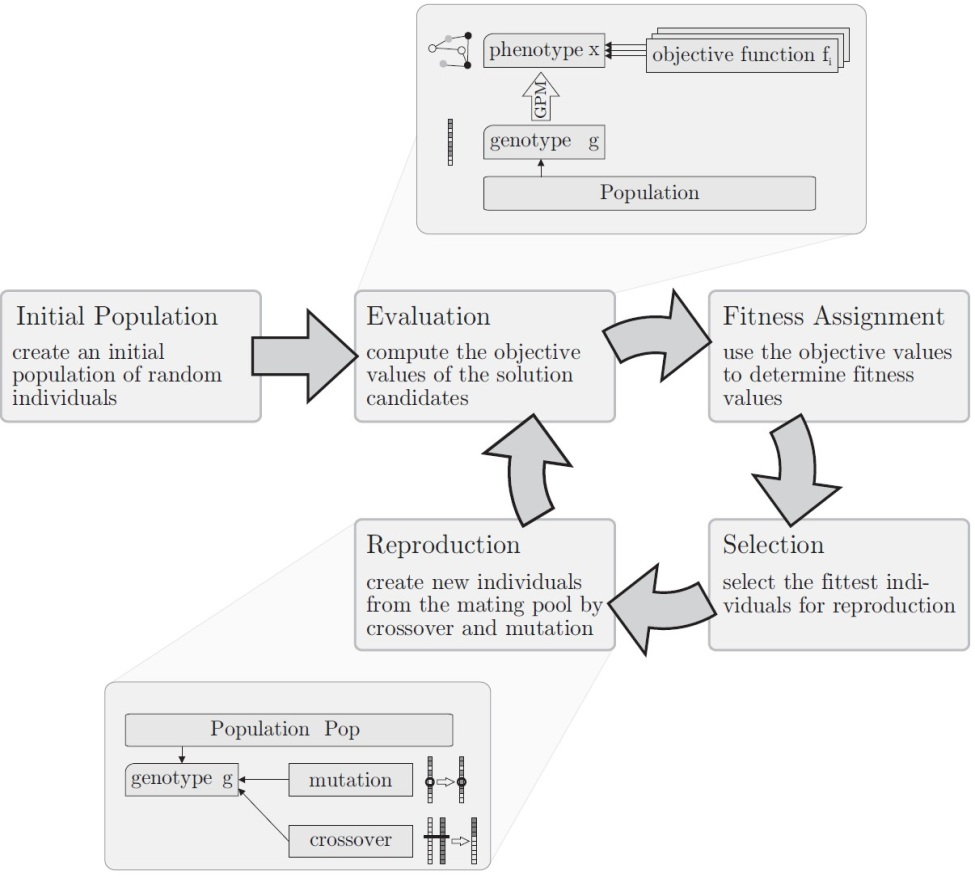 phenotype x
objective function fi
GPM
genotype g
Population
Initial Population
create an initial
population of random
individuals
Evaluation
compute the objective
values of the solution
candidates
Fitness Assignment
use the objective values
to determine fitness
values
Reproduction
create new individuals
from the mating pool by
crossover and mutation
Selection
select the fittest indi-
viduals for reproduction
Population Pop
genotype g
mutation
crossover